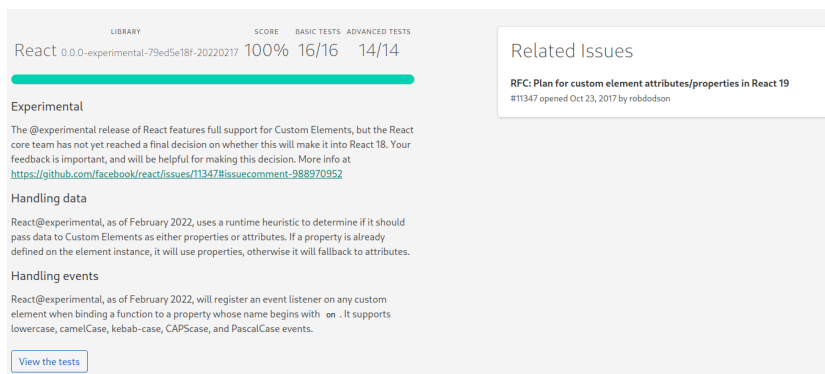 LIBRARY SCORE BASIC TESTS ADVANCED TESTS
React 0.0.0-experimental-79ed5e18f-20220217 100% 16/16 14/14
Experimental
The @experimental release of React features full support for Custom Elements, but the React
core team has not yet reached a final decision on whether this will make it into React 18. Your
feedback is important, and will be helpful for making this decision. More info at
https://github.com/facebook/react/issues/11347#issuecomment-988970952
Handling data
React@experimental, as of February 2022, uses a runtime heuristic to determine if it should
pass data to Custom Elements as either properties or attributes. If a property is already
defined on the element instance, it will use properties, otherwise it will fallback to attributes.
Handling events
React@experimental, as of February 2022, will register an event listener on any custom
element when binding a function to a property whose name begins with on . It supports
lowercase, camelCase, kebab-case, CAPScase, and PascalCase events.
View the tests
Related Issues
RFC: Plan for custom element attributes/properties in React 19
#11347 opened Oct 23, 2017 by robdodson